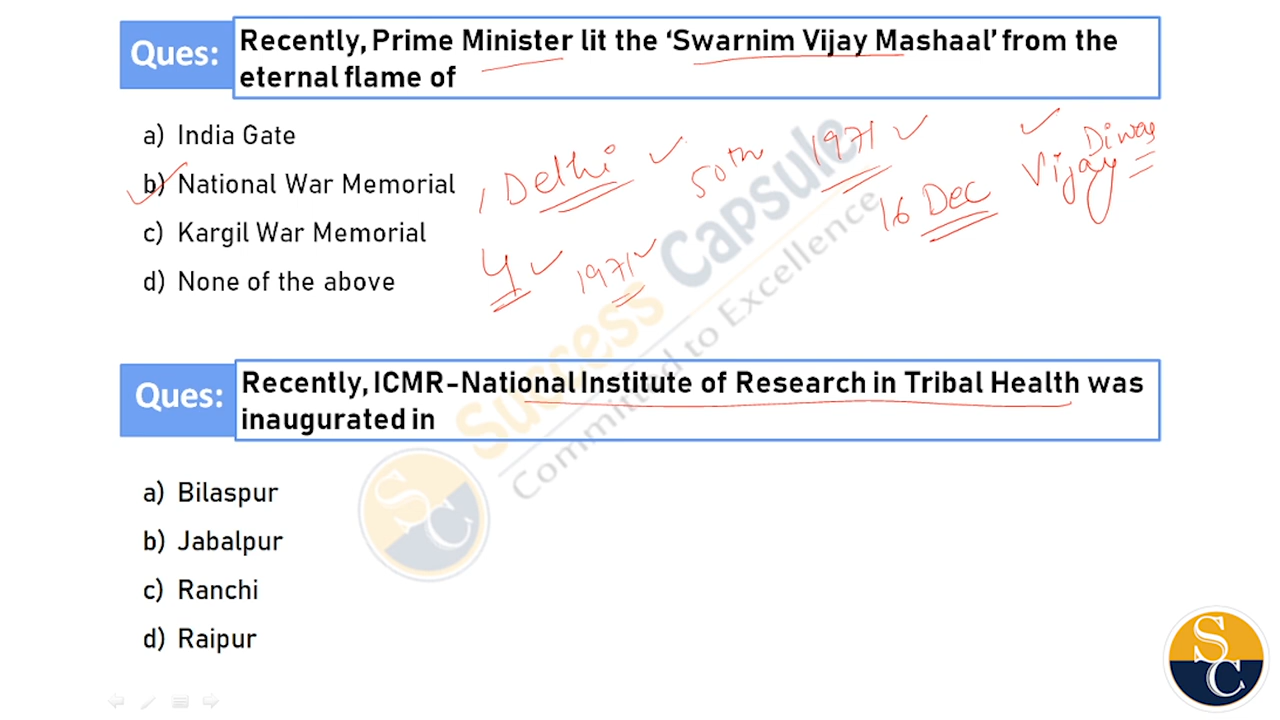 Ques: Recently, Prime Minister lit the ‘Swarnim Vijay Mashaal’ from the
eternal flame of
a) India Gate
b) National War Memorial
c) Kargil War Memorial
d) None of the above
Delhi
50th
1971
16 Dec
Vijay Diwas
4
1971
Ques: Recently, ICMR-National Institute of Research in Tribal Health was
inaugurated in
a) Bilaspur
b) Jabalpur
c) Ranchi
d) Raipur
Success Capsule
Committed to Excellence
SC
SC